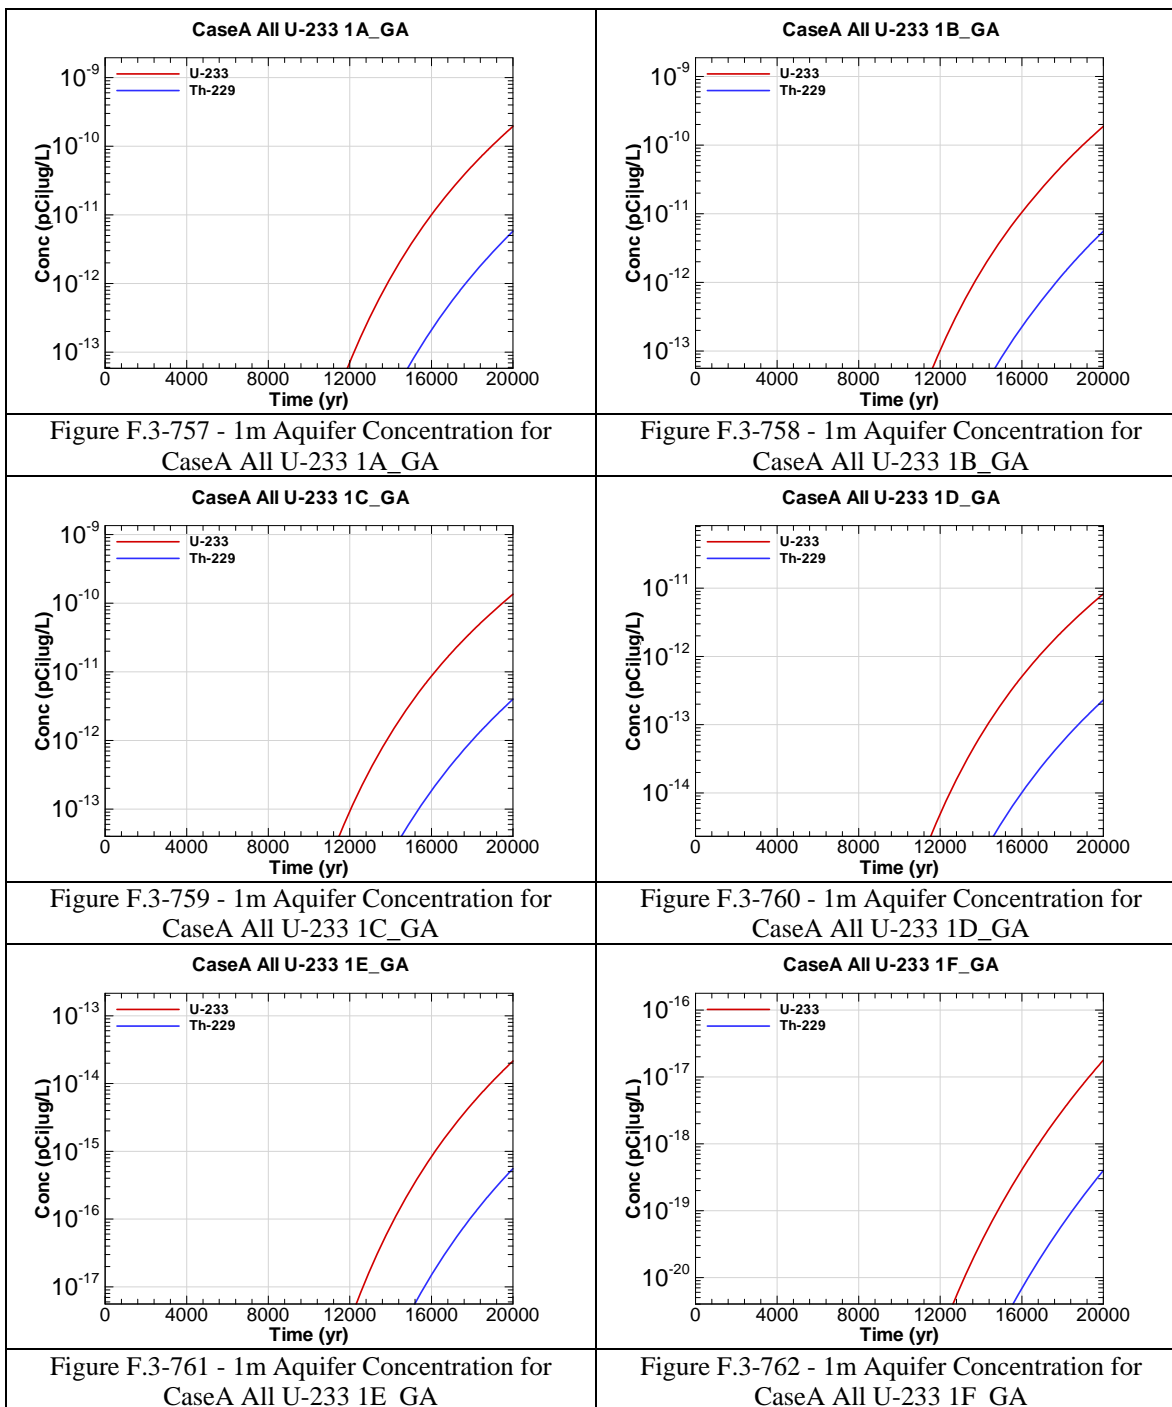 CaseA All U-233 1A_GA
U-233
Th-229
Conc (pCi|ug/L)
10-9
10-10
10-11
10-12
10-13
0 4000 8000 12000 16000 20000
Time (yr)
Figure F.3-757 - 1m Aquifer Concentration for
CaseA All U-233 1A_GA
CaseA All U-233 1B_GA
U-233
Th-229
Conc (pCi|ug/L)
10-9
10-10
10-11
10-12
10-13
0 4000 8000 12000 16000 20000
Time (yr)
Figure F.3-758 - 1m Aquifer Concentration for
CaseA All U-233 1B_GA
CaseA All U-233 1C_GA
U-233
Th-229
Conc (pCi|ug/L)
10-9
10-10
10-11
10-12
10-13
0 4000 8000 12000 16000 20000
Time (yr)
Figure F.3-759 - 1m Aquifer Concentration for
CaseA All U-233 1C_GA
CaseA All U-233 1D_GA
U-233
Th-229
Conc (pCi|ug/L)
10-11
10-12
10-13
10-14
0 4000 8000 12000 16000 20000
Time (yr)
Figure F.3-760 - 1m Aquifer Concentration for
CaseA All U-233 1D_GA
CaseA All U-233 1E_GA
U-233
Th-229
Conc (pCi|ug/L)
10-13
10-14
10-15
10-16
10-17
0 4000 8000 12000 16000 20000
Time (yr)
Figure F.3-761 - 1m Aquifer Concentration for
CaseA All U-233 1E_GA
CaseA All U-233 1F_GA
U-233
Th-229
Conc (pCi|ug/L)
10-16
10-17
10-18
10-19
10-20
0 4000 8000 12000 16000 20000
Time (yr)
Figure F.3-762 - 1m Aquifer Concentration for
CaseA All U-233 1F_GA